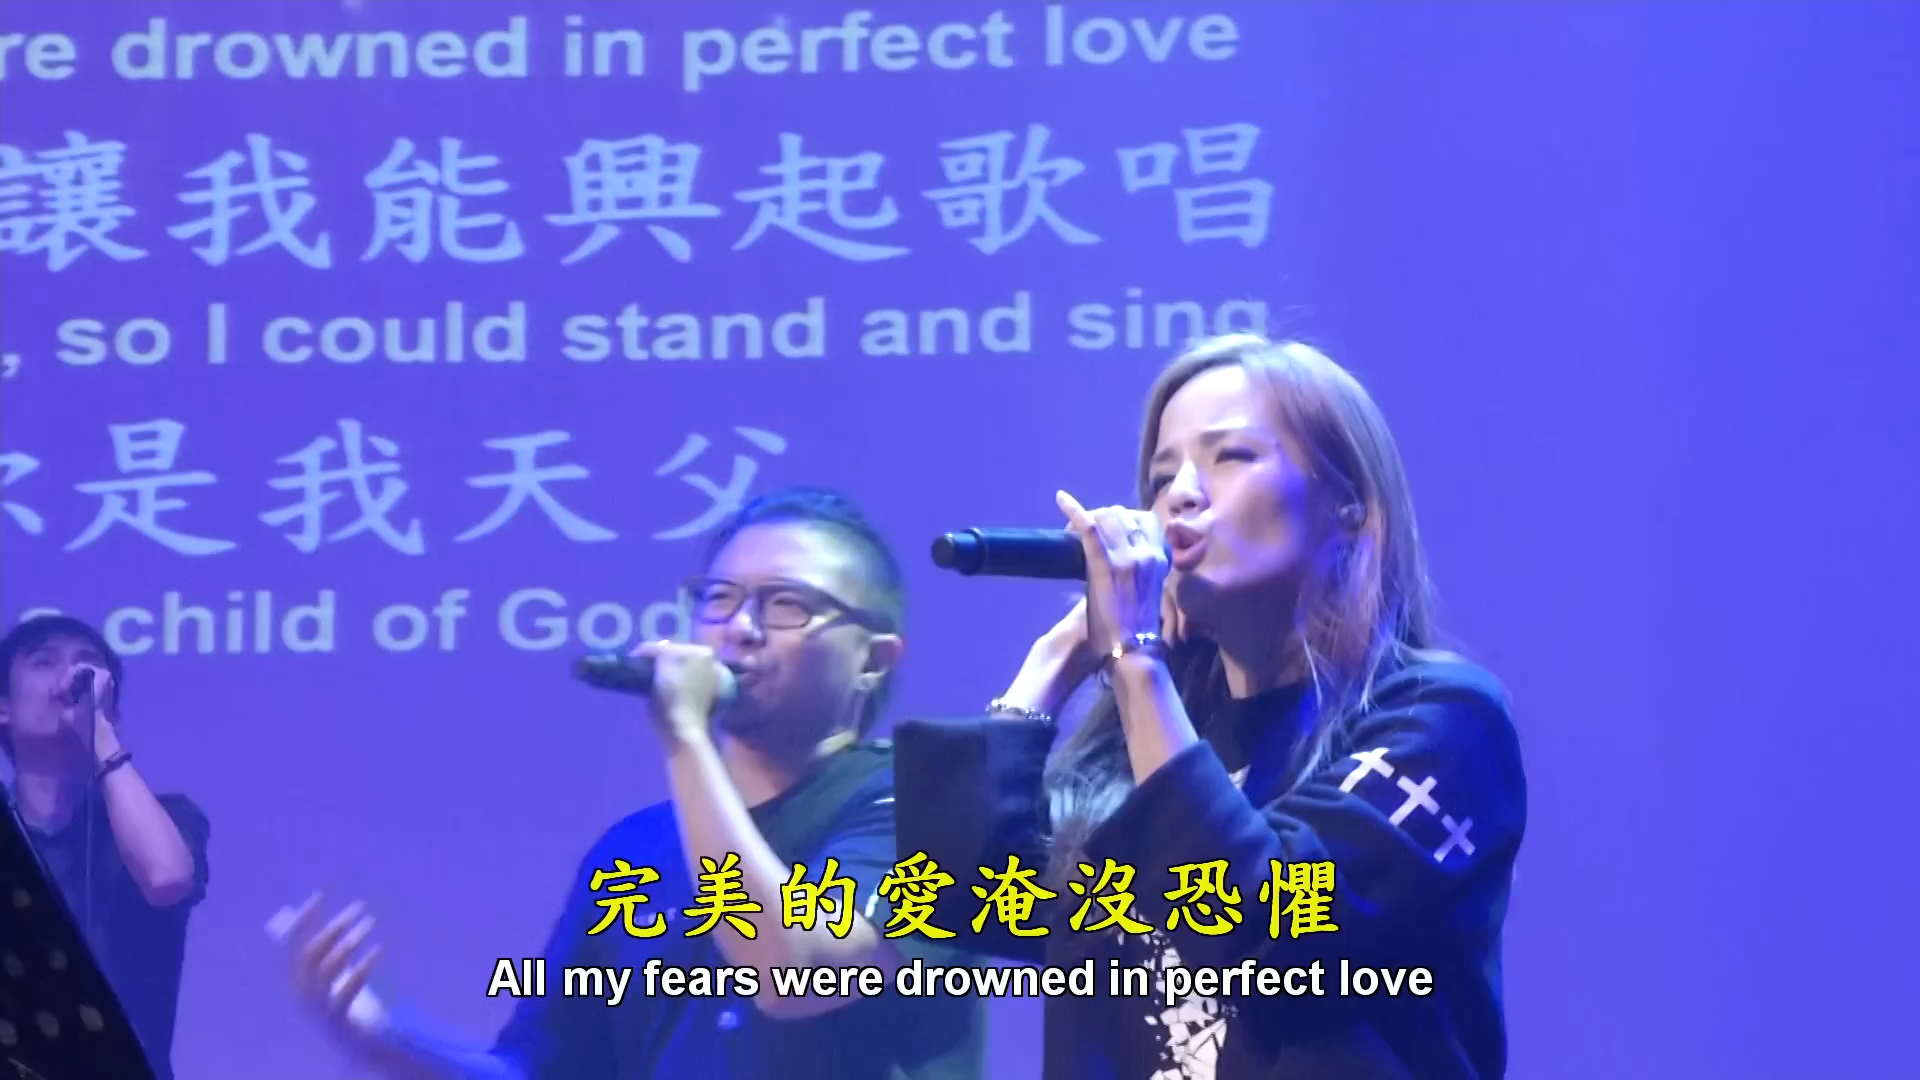 re drowned in perfect love
讓我能興起歌唱
, so I could stand and sing
你是我天父
a child of God
完美的愛淹沒恐懼
All my fears were drowned in perfect love